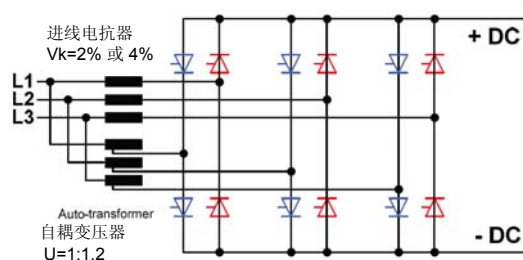 进线电抗器
Vk=2% 或 4%
+ DC
L1
L2
L3
Auto-transformer
自耦变压器
U=1:1.2
- DC